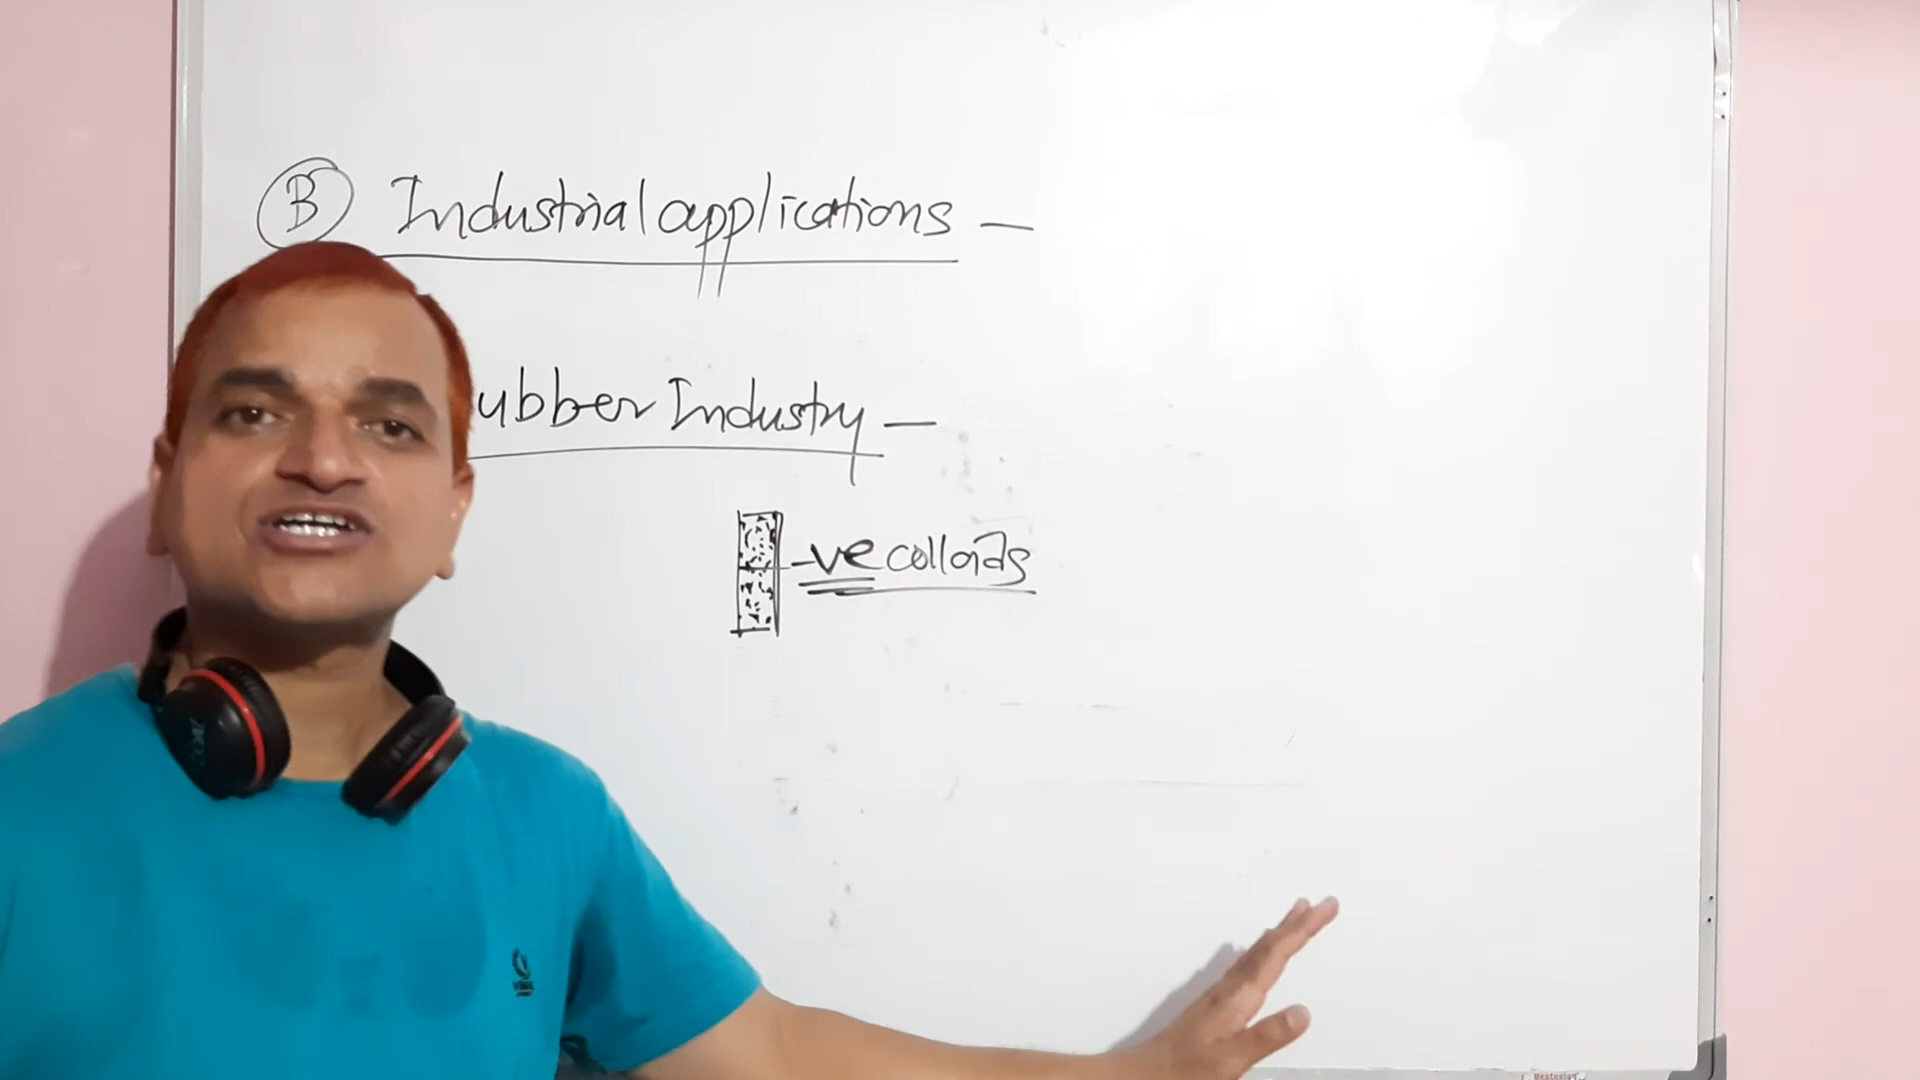 B Industrial applications —
ubber Industry —
-ve colloids